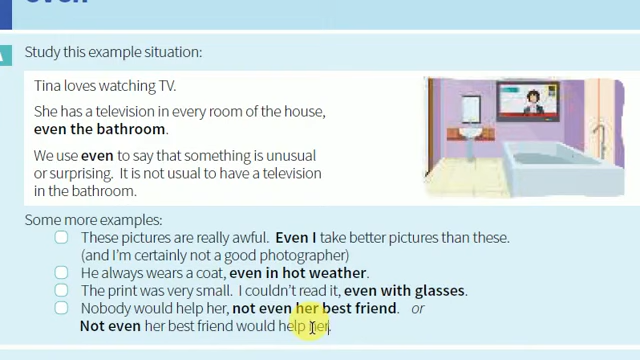 even
Study this example situation:
Tina loves watching TV.
She has a television in every room of the house,
even the bathroom.
We use even to say that something is unusual
or surprising. It is not usual to have a television
in the bathroom.
Some more examples:
These pictures are really awful. Even I take better pictures than these.
(and I'm certainly not a good photographer)
He always wears a coat, even in hot weather.
The print was very small. I couldn't read it, even with glasses.
Nobody would help her, not even her best friend. or
Not even her best friend would help her.